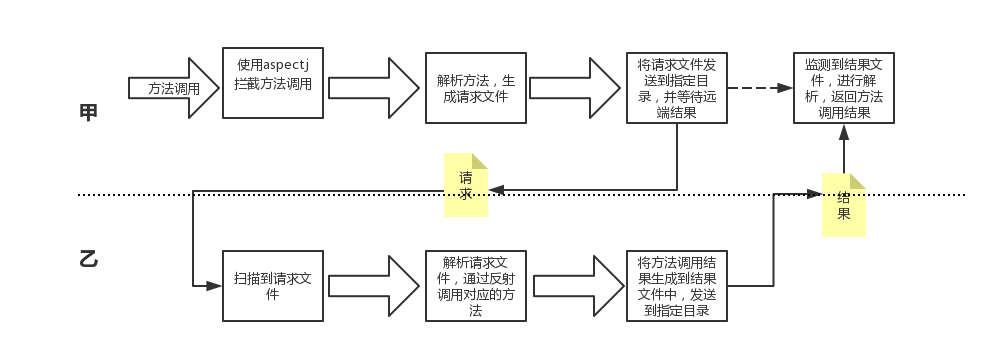 甲
方法调用
使用aspectj
拦截方法调用
解析方法，生
成请求文件
将请求文件发
送到指定目
录，并等待远
端结果
监测到结果文
件，进行解
析，返回方法
调用结果
请
求
结
果
乙
扫描到请求文
件
解析请求文
件，通过反射
调用对应的方
法
将方法调用结
果生成到结果
文件中，发送
到指定目录